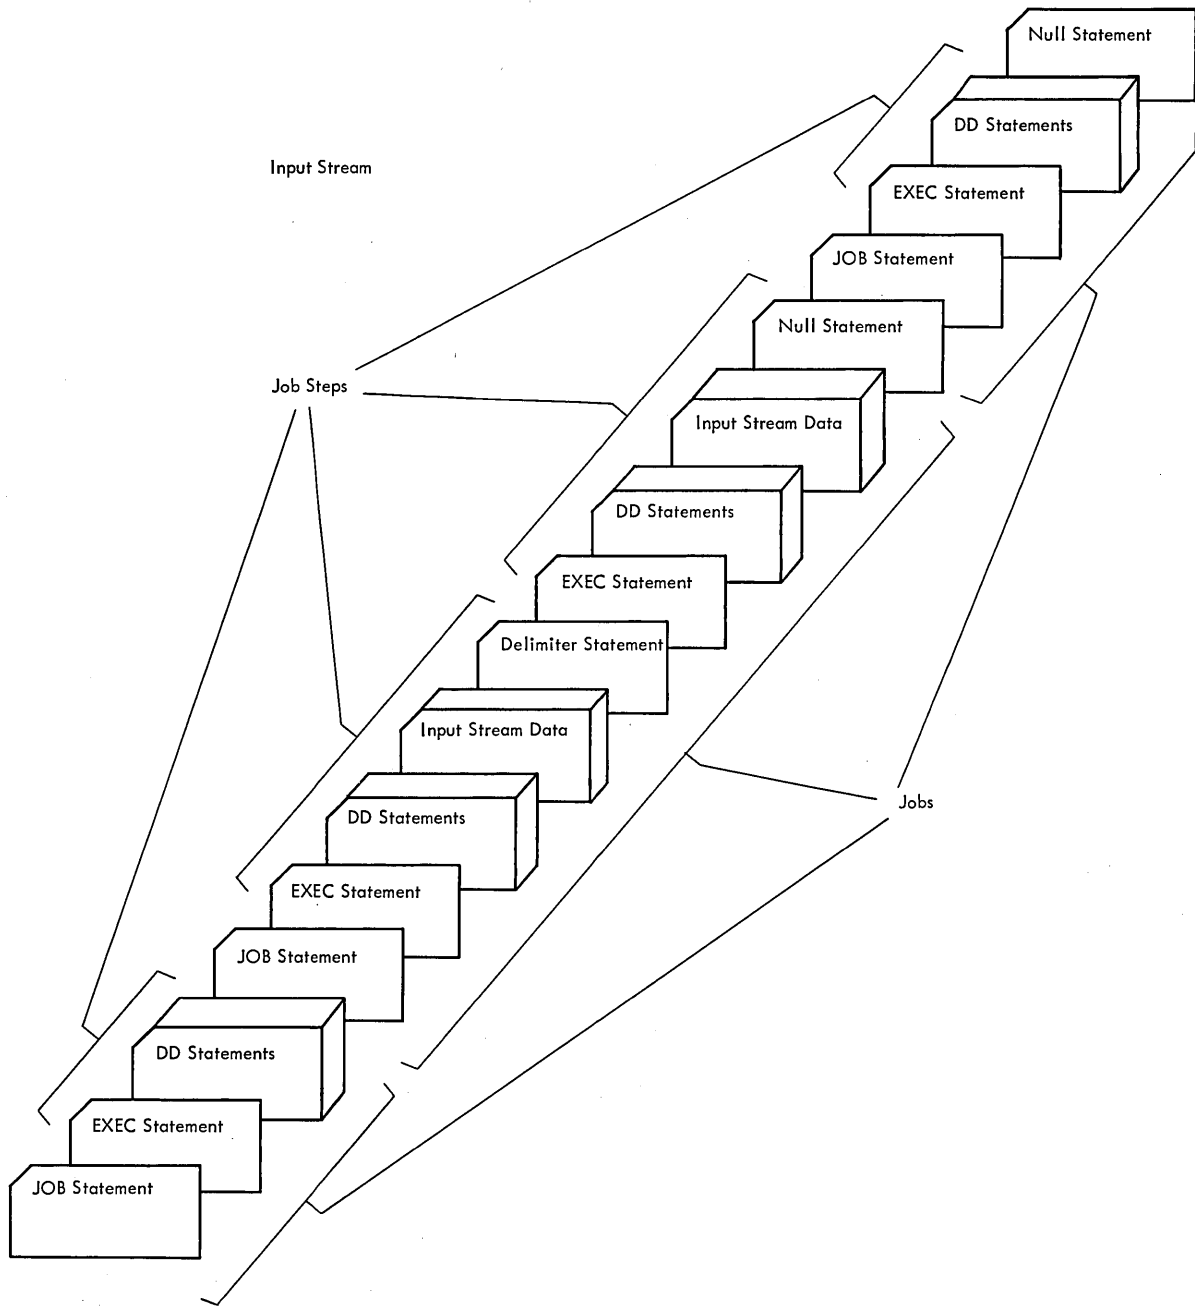 Null Statement
DD Statements
Input Stream
EXEC Statement
JOB Statement
Null Statement
Job Steps
Input Stream Data
DD Statements
EXEC Statement
Delimiter Statement
Input Stream Data
Jobs
DD Statements
EXEC Statement
JOB Statement
DD Statements
EXEC Statement
JOB Statement